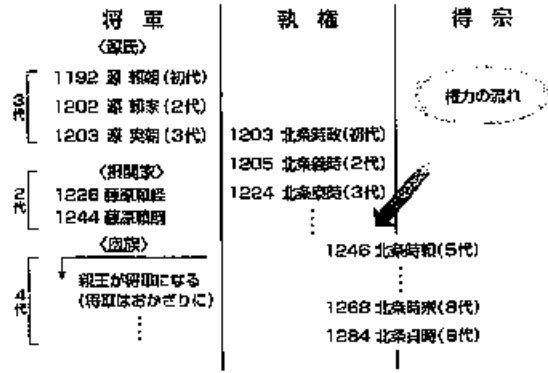 将軍
執権
得宗
〈源氏〉
3代
1192 源 頼朝(初代)
1202 源 頼家(2代)
1203 源 実朝(3代)
権力の流れ
1203 北条時政(初代)
1205 北条義時(2代)
1224 北条泰時(3代)
〈摂関家〉
2代
1226 藤原頼経
1244 藤原頼嗣
〈皇族〉
4代
親王が将軍になる
(将軍はおかざりに)
1246 北条時頼(5代)
1268 北条時宗(8代)
1284 北条貞時(9代)